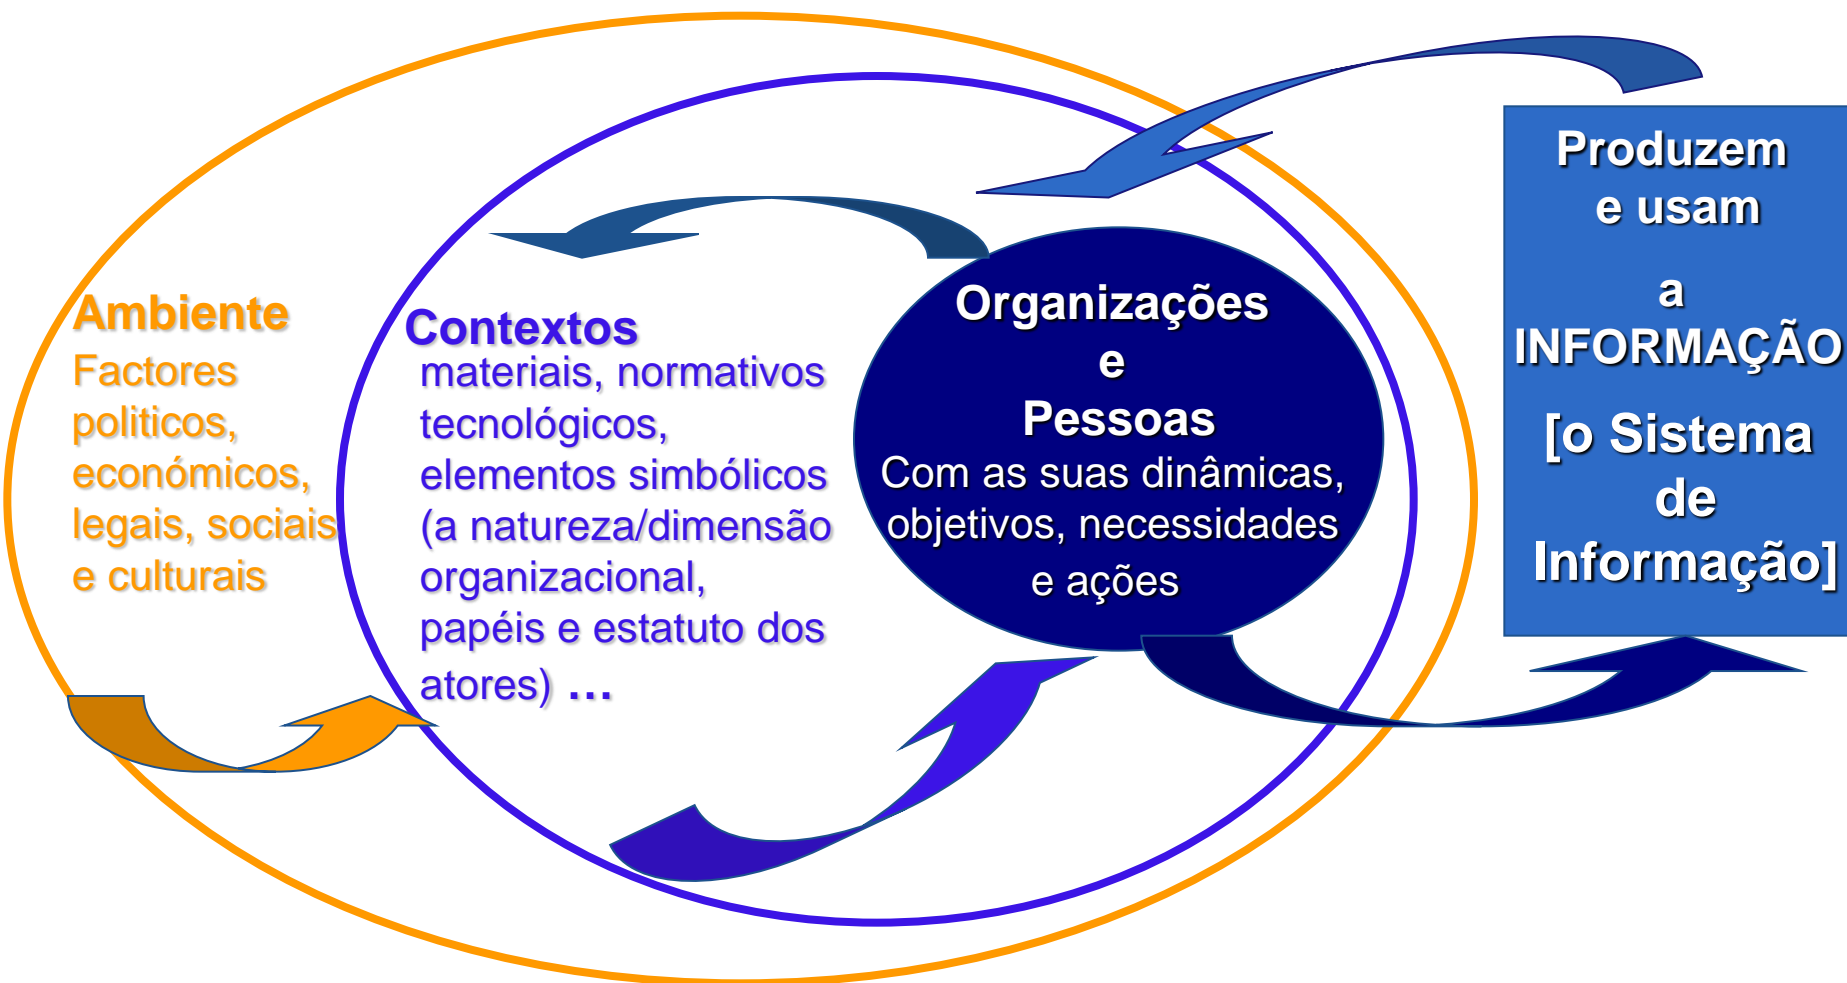 Ambiente
Factores
politicos,
económicos,
legais, sociais
e culturais
Contextos
materiais, normativos
tecnológicos,
elementos simbólicos
(a natureza/dimensão
organizacional,
papéis e estatuto dos
atores) ...
Organizações
e
Pessoas
Com as suas dinâmicas,
objetivos, necessidades
e ações
Produzem
e usam
a
INFORMAÇÃO
[o Sistema
de
Informação]